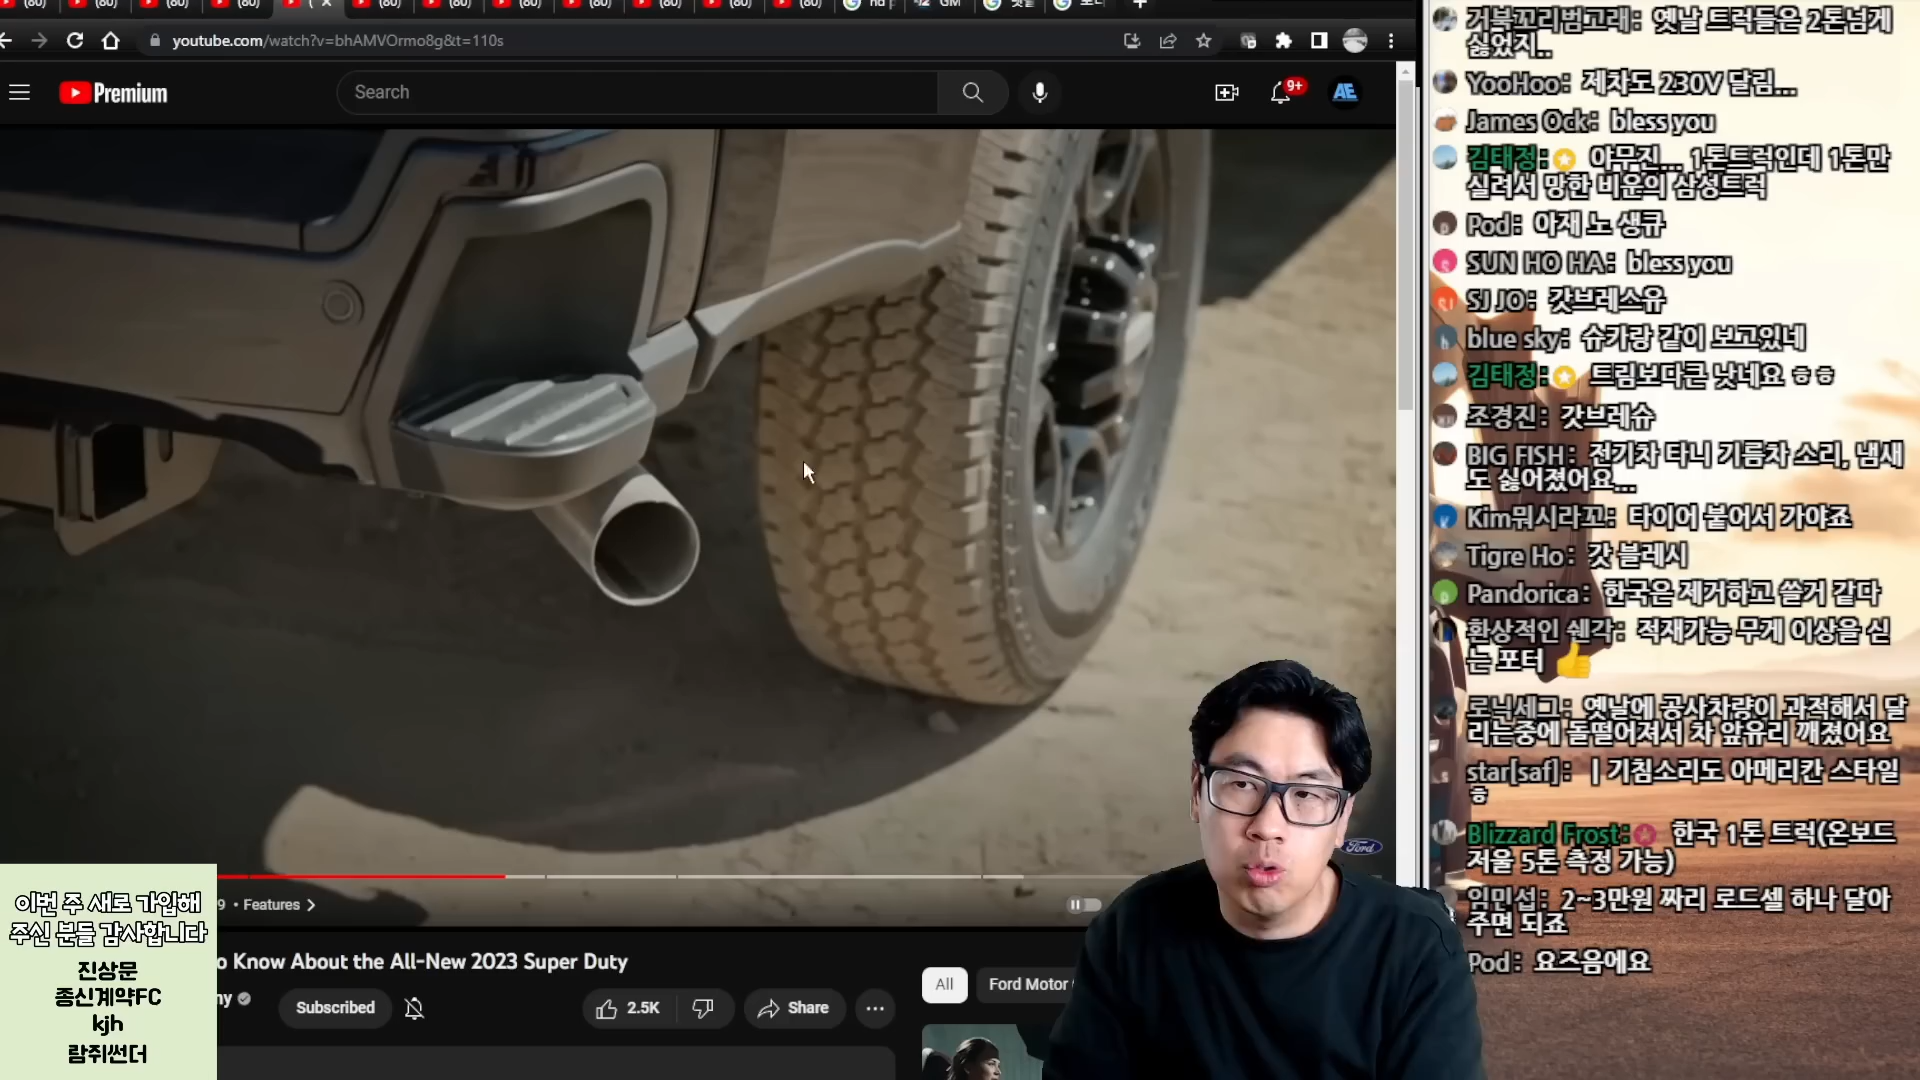 youtube.com/watch?v=bhAMVOrmo8g&t=110s
Premium
Search
9+
AE
Ford
9 • Features
o Know About the All-New 2023 Super Duty
ny
Subscribed
2.5K
Share
All
Ford Motor
이번 주 새로 가입해
주신 분들 감사합니다
진상문
종신계약FC
kjh
람쥐썬더
거북꼬리범고래: 옛날 트럭들은 2톤넘게
싫었지..
YooHoo: 제차도 230V 달림...
James Ock: bless you
김태정: 야무진... 1톤트럭인데 1톤만
실려서 망한 비운의 삼성트럭
Pod: 아재 노 생큐
SUN HO HA: bless you
SJ JO: 갓브레스유
blue sky: 슈카랑 같이 보고있네
김태정: 트림보다큰 낫네요 ㅎㅎ
조경진: 갓브레슈
BIG FISH: 전기차 타니 기름차 소리, 냄새
도 싫어졌어요...
Kim뭐시라꼬: 타이어 불어서 가야죠
Tigre Ho: 갓 블레시
Pandorica: 한국은 제거하고 쓸거 같다
환상적인 쉔각: 적재가능 무게 이상을 싣
는 포터 👍
로닌세그: 옛날에 공사차량이 과적해서 달
리는중에 돌떨어져서 차 앞유리 깨졌어요
star[saf]: ㅣ기침소리도 아메리칸 스타일
ㅎ
Blizzard Frost: 한국 1톤 트럭(온보드
저울 5톤 측정 가능)
임민섭: 2~3만원 짜리 로드셀 하나 달아
주면 되죠
Pod: 요즈음에요